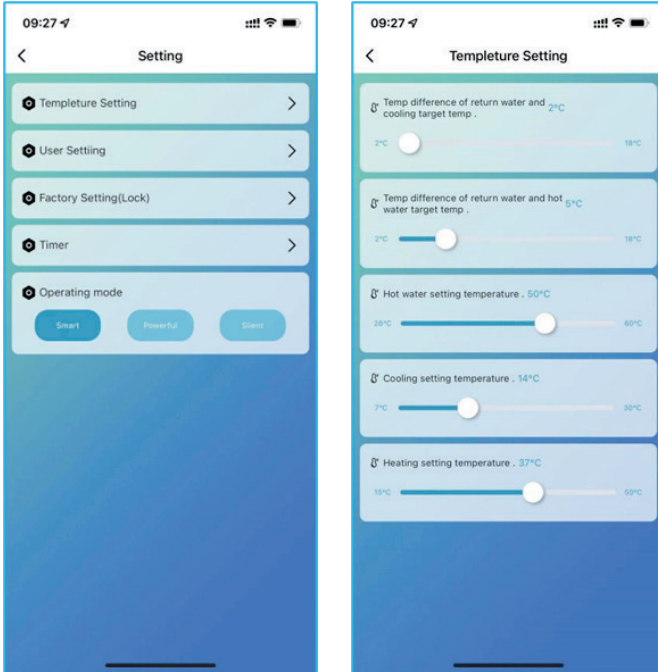 09:27
Setting
Templeture Setting
User Settiing
Factory Setting(Lock)
Timer
Operating mode
Smart
Powerful
Silent
09:27
Templeture Setting
Temp difference of return water and
cooling target temp .
2°C
2°C
18°C
Temp difference of return water and hot
water target temp .
5°C
2°C
18°C
Hot water setting temperature . 50°C
28°C
60°C
Cooling setting temperature . 14°C
7°C
30°C
Heating setting temperature . 37°C
15°C
50°C